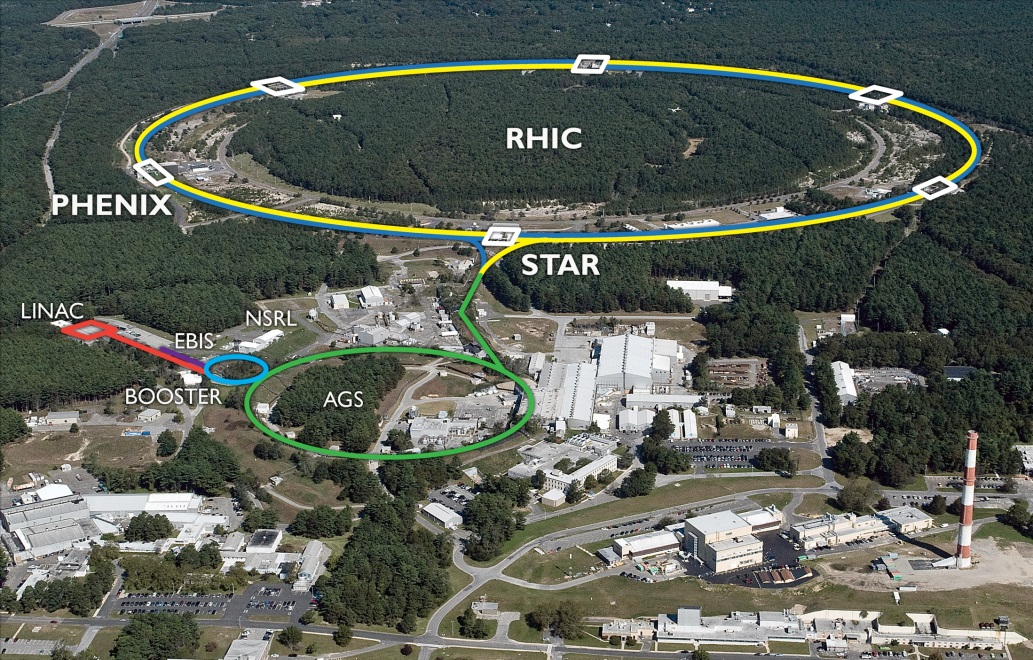 RHIC
PHENIX
STAR
LINAC
NSRL
EBIS
BOOSTER
AGS